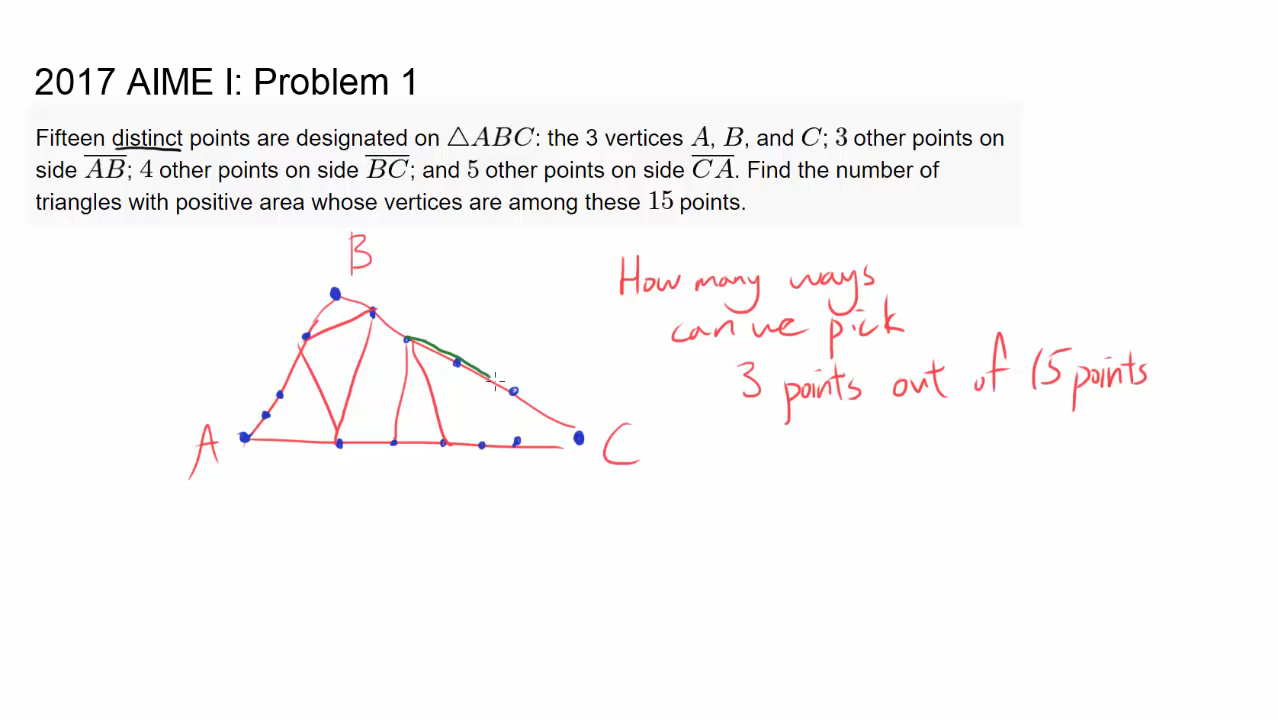 2017 AIME I: Problem 1
Fifteen distinct points are designated on △ABC: the 3 vertices A, B, and C; 3 other points on
side AB; 4 other points on side BC; and 5 other points on side CA. Find the number of
triangles with positive area whose vertices are among these 15 points.
B
How many ways
can we pick
3 points out of 15 points
A
C